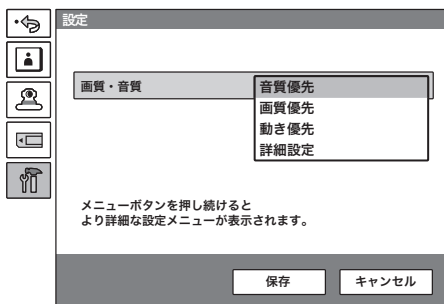 設定
画質・音質
音質優先
画質優先
動き優先
詳細設定
メニューボタンを押し続けると
より詳細な設定メニューが表示されます。
保存
キャンセル